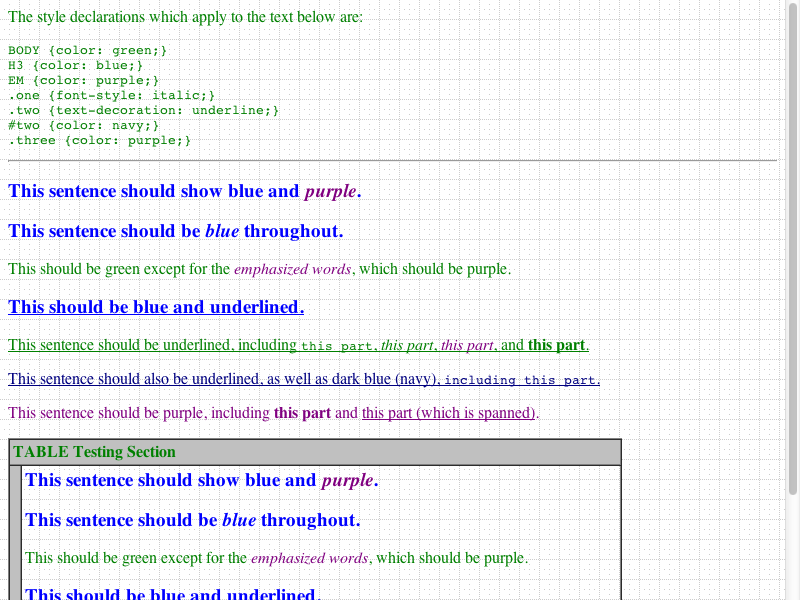 The style declarations which apply to the text below are:
BODY {color: green;}
H3 {color: blue;}
EM {color: purple;}
.one {font-style: italic;}
.two {text-decoration: underline;}
#two {color: navy;}
.three {color: purple;}
This sentence should show blue and purple.
This sentence should be blue throughout.
This should be green except for the emphasized words, which should be purple.
This should be blue and underlined.
This sentence should be underlined, including this part, this part, this part, and this part.
This sentence should also be underlined, as well as dark blue (navy), including this part.
This sentence should be purple, including this part and this part (which is spanned).
TABLE Testing Section
This sentence should show blue and purple.
This sentence should be blue throughout.
This should be green except for the emphasized words, which should be purple.
This should be blue and underlined.